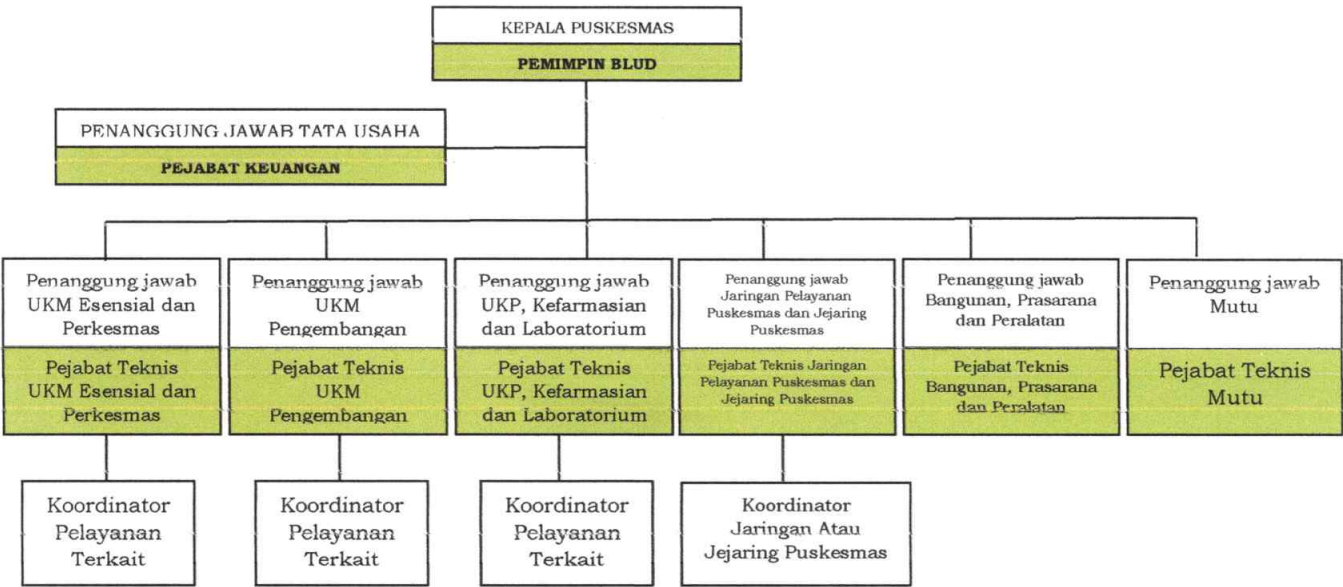 KEPALA PUSKESMAS
PEMIMPIN BLUD
PENANGGUNG JAWAB TATA USAHA
PEJABAT KEUANGAN
Penanggung jawab
UKM Esensial dan
Perkesmas
Pejabat Teknis
UKM Esensial dan
Perkesmas
Penanggung jawab
UKM
Pengembangan
Pejabat Teknis
UKM
Pengembangan
Penanggung jawab
UKP, Kefarmasian
dan Laboratorium
Pejabat Teknis
UKP, Kefarmasian
dan Laboratorium
Penanggung jawab
Jaringan Pelayanan
Puskesmas dan Jejaring
Puskesmas
Pejabat Teknis Jaringan
Pelayanan Puskesmas dan
Jejaring Puskesmas
Penanggung jawab
Bangunan, Prasarana
dan Peralatan
Pejabat Teknis
Bangunan, Prasarana
dan Peralatan
Penanggung jawab
Mutu
Pejabat Teknis
Mutu
Koordinator
Pelayanan
Terkait
Koordinator
Pelayanan
Terkait
Koordinator
Pelayanan
Terkait
Koordinator
Jaringan Atau
Jejaring Puskesmas